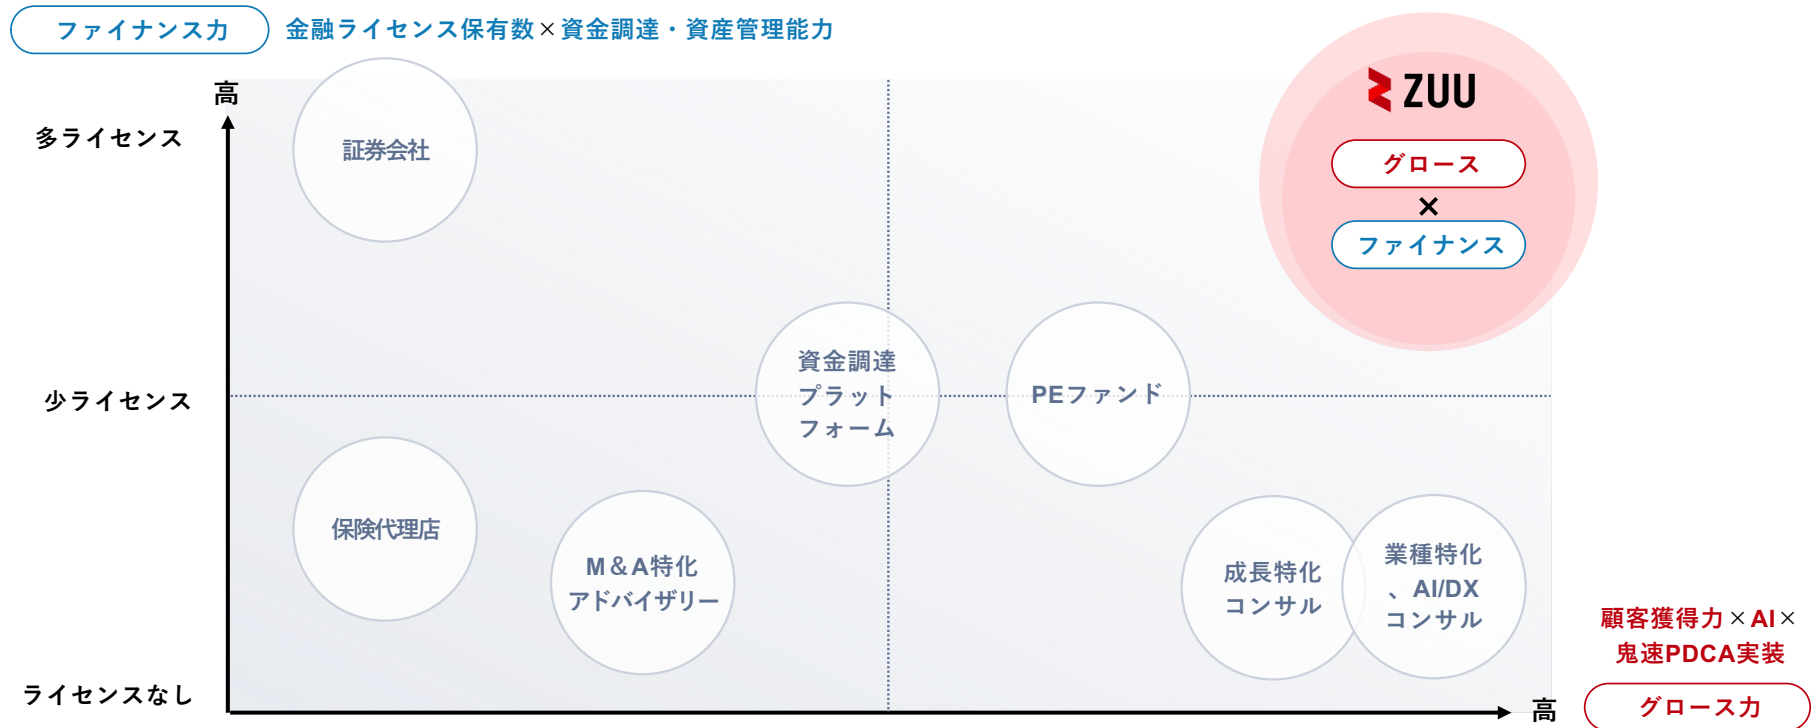 ファイナンス力
金融ライセンス保有数×資金調達・資産管理能力
高
多ライセンス
証券会社
ZUU
グロース
×
ファイナンス
資金調達
プラット
フォーム
PEファンド
少ライセンス
保険代理店
M＆A特化
アドバイザリー
成長特化
コンサル
業種特化
、AI/DX
コンサル
顧客獲得力×AI×
鬼速PDCA実装
ライセンスなし
高
グロース力